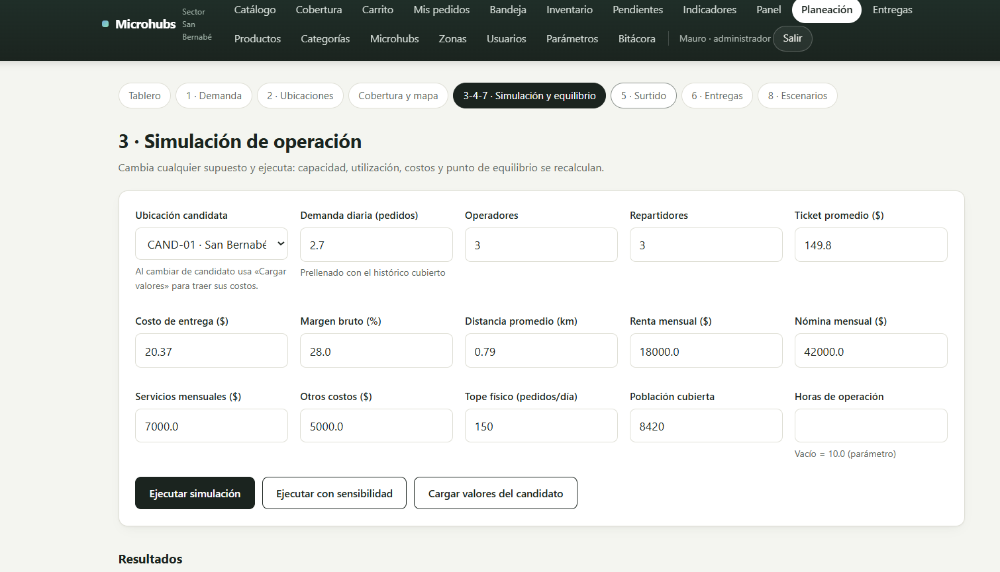 Microhubs
Sector
San
Bernabé
Catálogo Cobertura Carrito Mis pedidos Bandeja Inventario Pendientes Indicadores Panel Planeación Entregas
Productos Categorías Microhubs Zonas Usuarios Parámetros Bitácora Mauro · administrador Salir
Tablero 1 · Demanda 2 · Ubicaciones Cobertura y mapa 3-4-7 · Simulación y equilibrio 5 · Surtido 6 · Entregas 8 · Escenarios
3 · Simulación de operación
Cambia cualquier supuesto y ejecuta: capacidad, utilización, costos y punto de equilibrio se recalculan.
Ubicación candidata Demanda diaria (pedidos) Operadores Repartidores Ticket promedio ($)
CAND-01 · San Bernabé 2.7 3 3 149.8
Al cambiar de candidato usa «Cargar
valores» para traer sus costos.
Prellenado con el histórico cubierto
Costo de entrega ($) Margen bruto (%) Distancia promedio (km) Renta mensual ($) Nómina mensual ($)
20.37 28.0 0.79 18000.0 42000.0
Servicios mensuales ($) Otros costos ($) Tope físico (pedidos/día) Población cubierta Horas de operación
7000.0 5000.0 150 8420
Vacío = 10.0 (parámetro)
Ejecutar simulación Ejecutar con sensibilidad Cargar valores del candidato
Resultados